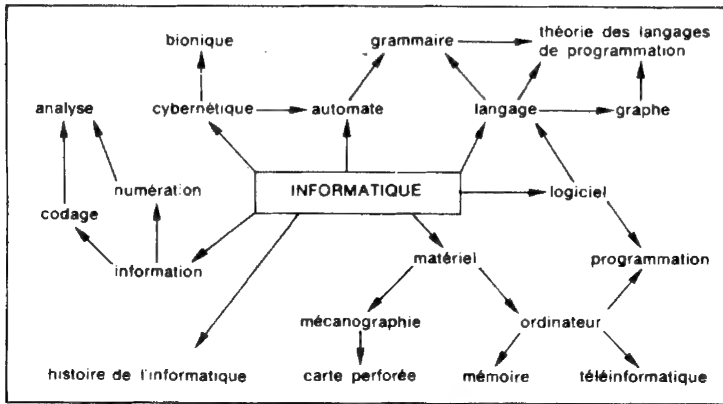 bionique
grammaire
théorie des langages
de programmation
analyse
cybernétique
automate
langage
graphe
numération
INFORMATIQUE
logiciel
codage
information
matériel
programmation
mécanographie
ordinateur
histoire de l'informatique
carte perforée
mémoire
téléinformatique